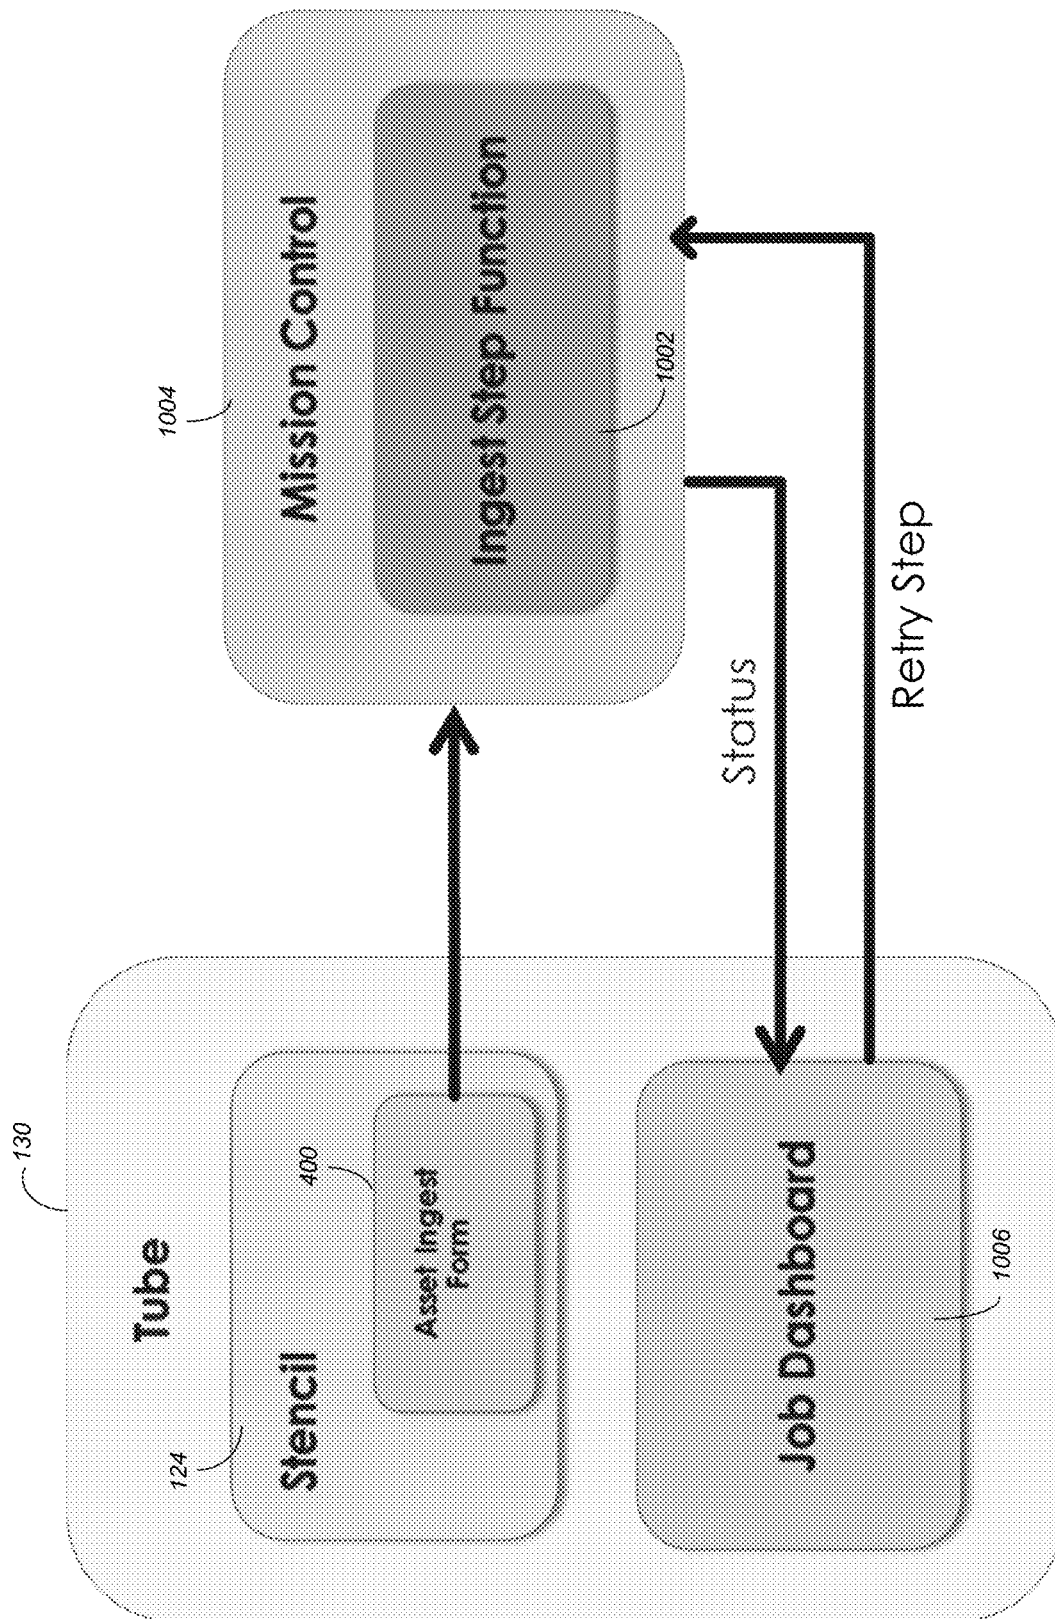 130
Tube
124
Stencil
400
Asset Ingest
Form
Job Dashboard
1006
1004
Mission Control
Ingest Step Function
1002
Status
Retry Step